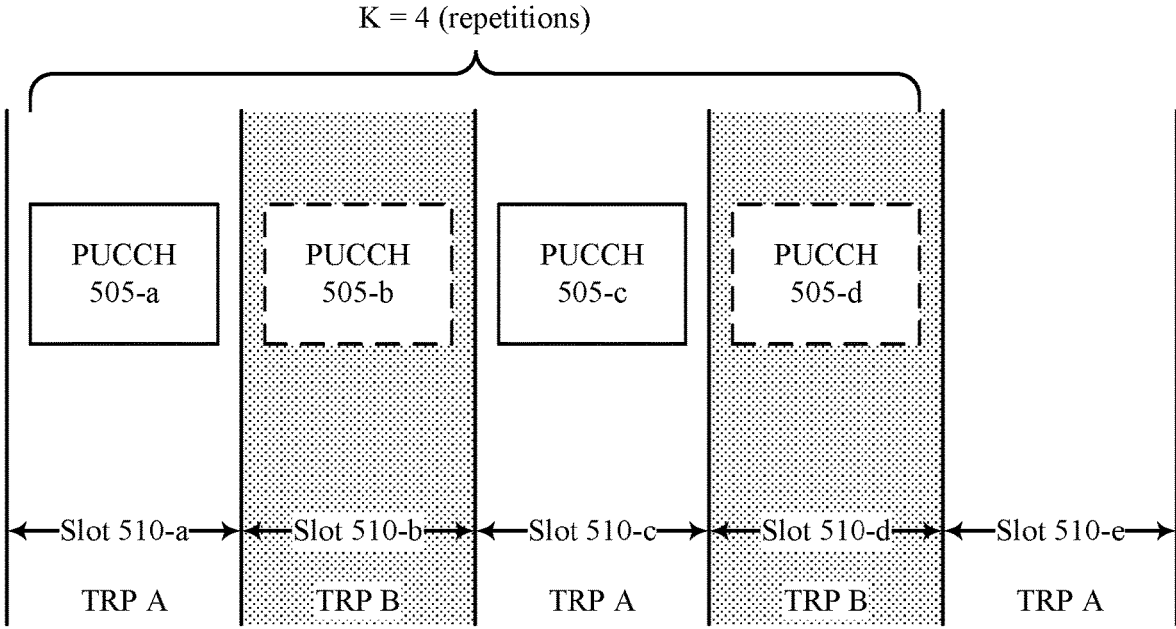 K = 4 (repetitions)
PUCCH
505-a
PUCCH
505-b
PUCCH
505-c
PUCCH
505-d
Slot 510-a
Slot 510-b
Slot 510-c
Slot 510-d
Slot 510-e
TRP A
TRP B
TRP A
TRP B
TRP A